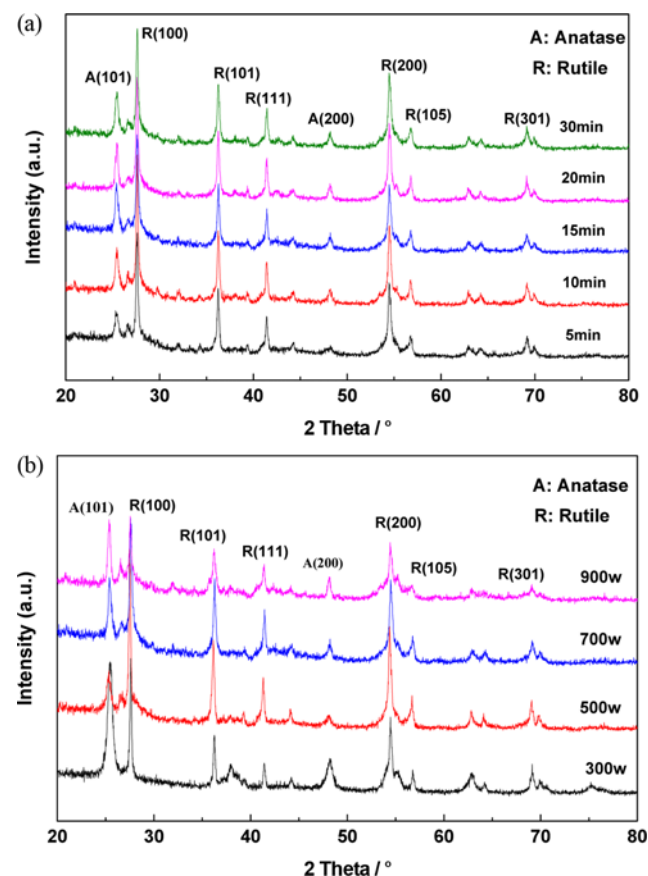 (a)
R(100)
A: Anatase
R: Rutile
A(101)
R(101)
R(111)
A(200)
R(200)
R(105)
R(301)
30min
20min
15min
10min
5min
Intensity (a.u.)
20 30 40 50 60 70 80
2 Theta / °
(b)
A: Anatase
R: Rutile
A(101)
R(100)
R(101)
R(111)
A(200)
R(200)
R(105)
R(301)
900w
700w
500w
300w
Intensity (a.u.)
20 30 40 50 60 70 80
2 Theta / °